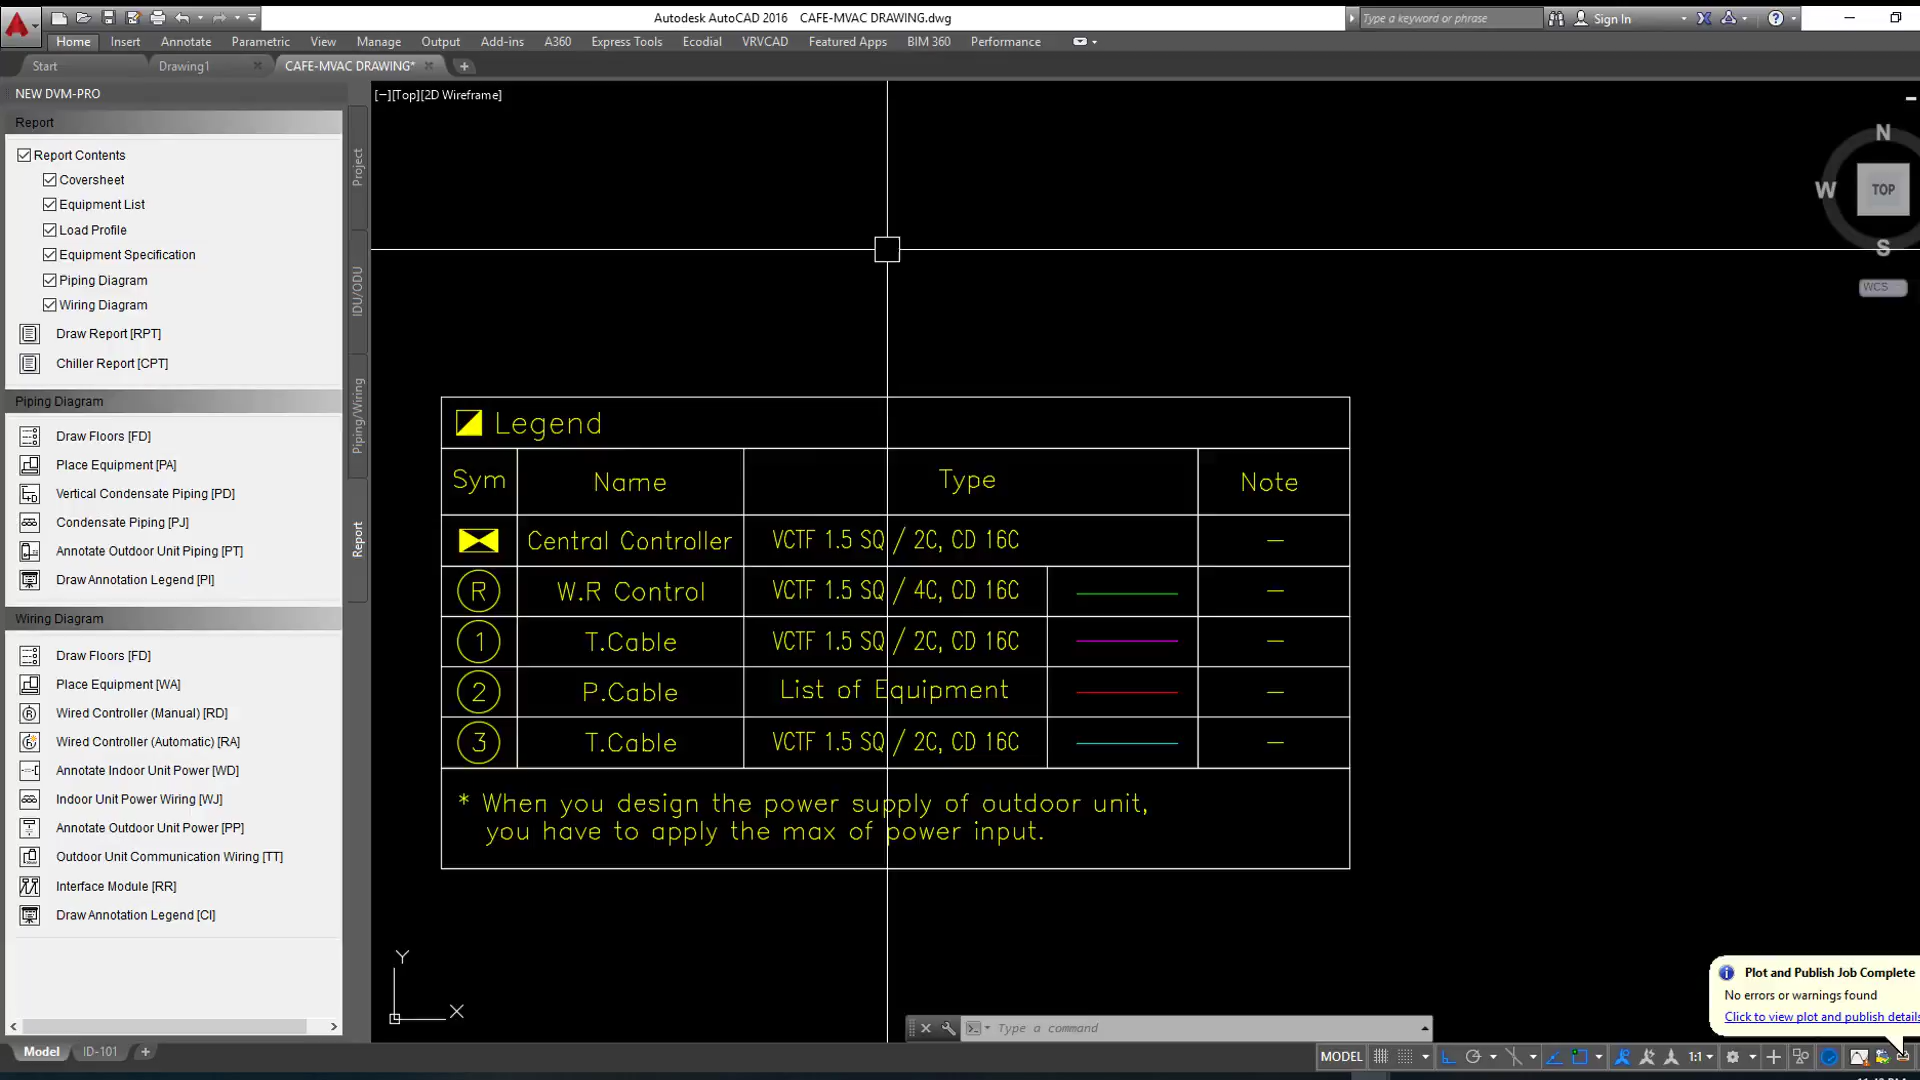 Autodesk AutoCAD 2016 CAFE-MVAC DRAWING.dwg
Type a keyword or phrase
Sign In
Home Insert Annotate Parametric View Manage Output Add-ins A360 Express Tools Ecodial VRVCAD Featured Apps BIM 360 Performance
Start Drawing1 CAFE-MVAC DRAWING*
NEW DVM-PRO
Report
Report Contents
Coversheet
Equipment List
Load Profile
Equipment Specification
Piping Diagram
Wiring Diagram
Draw Report [RPT]
Chiller Report [CPT]
Piping Diagram
Draw Floors [FD]
Place Equipment [PA]
Vertical Condensate Piping [PD]
Condensate Piping [PJ]
Annotate Outdoor Unit Piping [PT]
Draw Annotation Legend [PI]
Wiring Diagram
Draw Floors [FD]
Place Equipment [WA]
Wired Controller (Manual) [RD]
Wired Controller (Automatic) [RA]
Annotate Indoor Unit Power [WD]
Indoor Unit Power Wiring [WJ]
Annotate Outdoor Unit Power [PP]
Outdoor Unit Communication Wiring [TT]
Interface Module [RR]
Draw Annotation Legend [CI]
Project
IDU/ODU
Piping/Wiring
Report
[−][Top][2D Wireframe]
N
W TOP
S
WCS
Legend
Sym Name Type Note
Central Controller VCTF 1.5 SQ / 2C, CD 16C —
R W.R Control VCTF 1.5 SQ / 4C, CD 16C —
1 T.Cable VCTF 1.5 SQ / 2C, CD 16C —
2 P.Cable List of Equipment —
3 T.Cable VCTF 1.5 SQ / 2C, CD 16C —
* When you design the power supply of outdoor unit,
you have to apply the max of power input.
Y
X
Type a command
Plot and Publish Job Complete
No errors or warnings found
Click to view plot and publish details
Model ID-101
MODEL 1:1